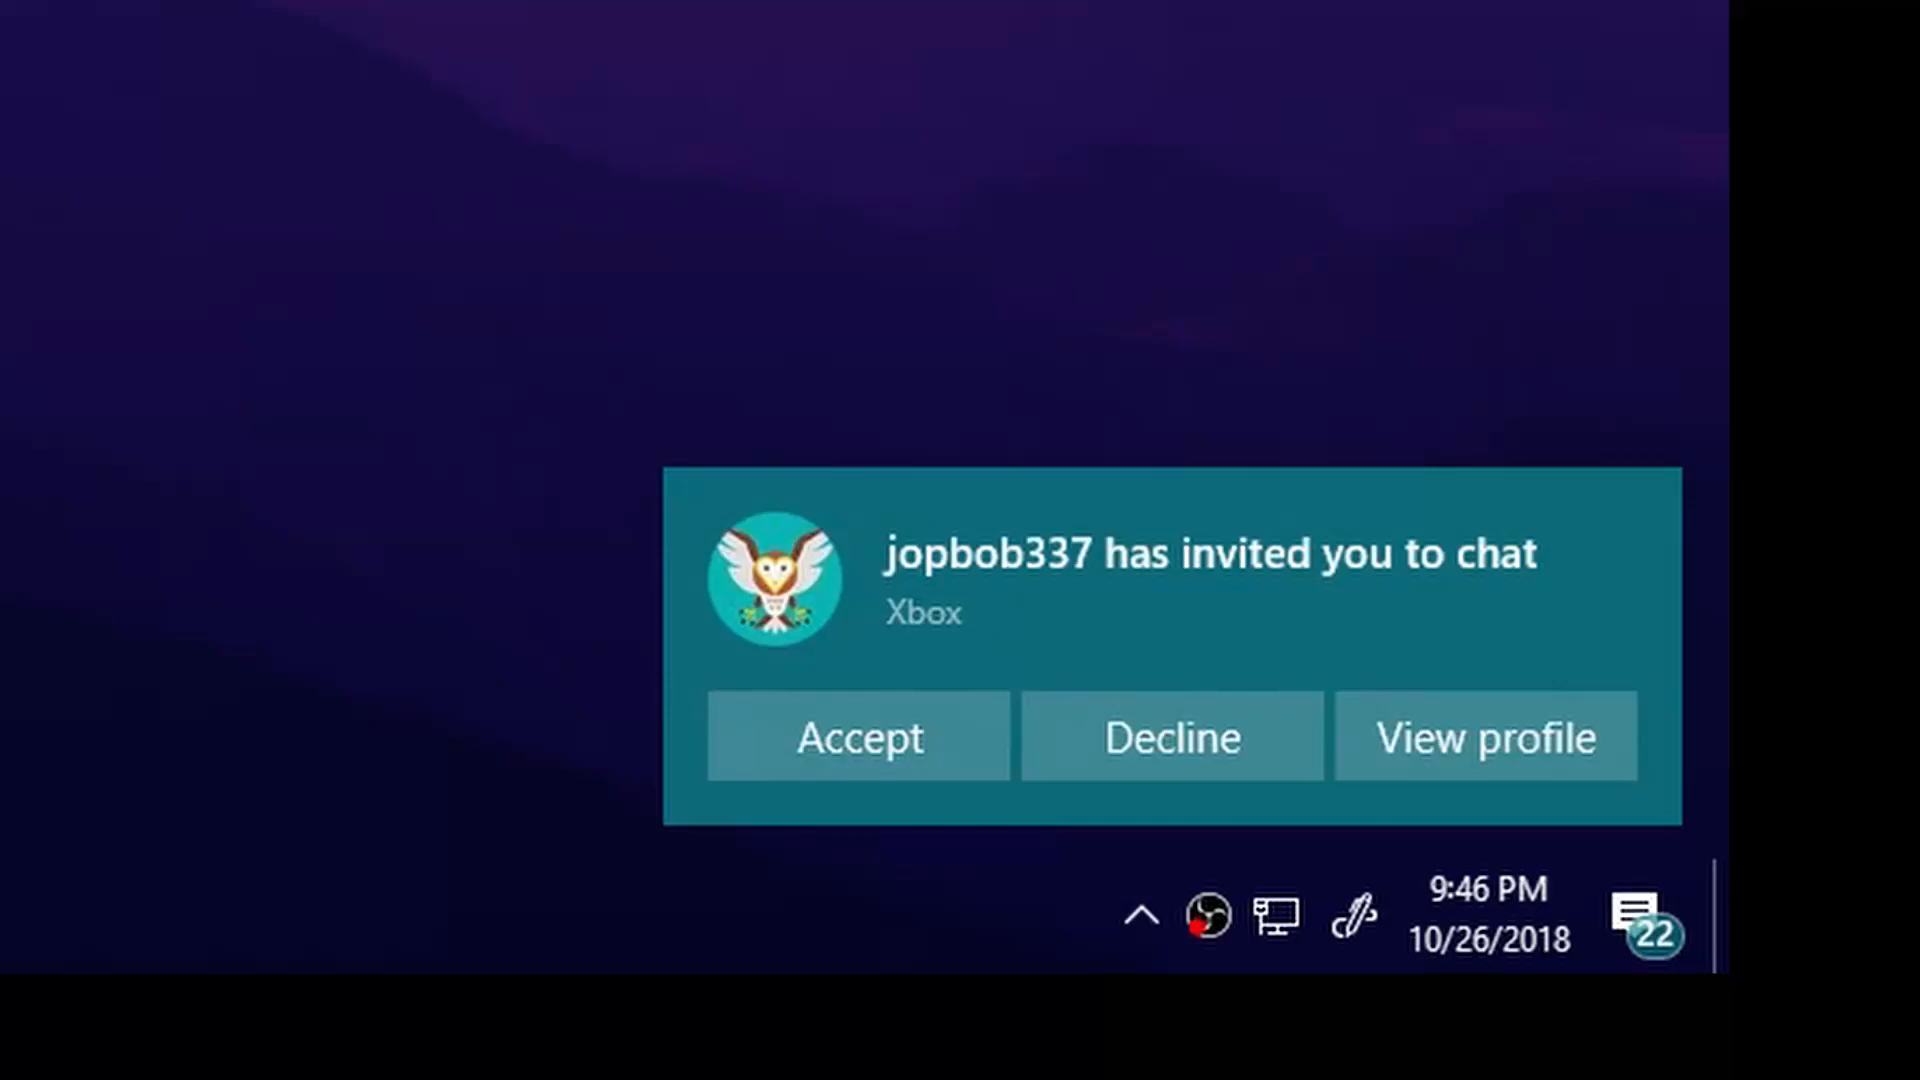 jopbob337 has invited you to chat
Xbox
Accept
Decline
View profile
9:46 PM
10/26/2018
22